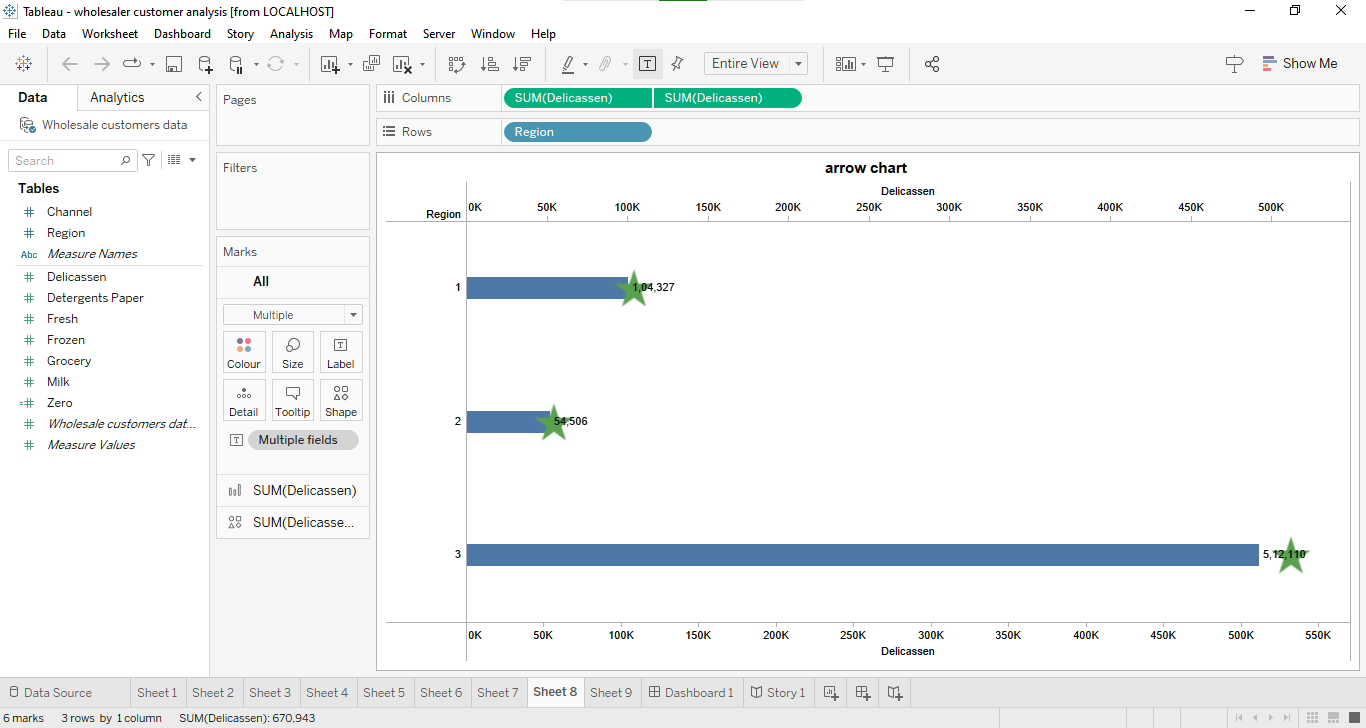 Tableau - wholesaler customer analysis [from LOCALHOST]
File Data Worksheet Dashboard Story Analysis Map Format Server Window Help
Entire View
Show Me
Data Analytics
Wholesale customers data
Search
Tables
Channel
Region
Abc Measure Names
Delicassen
Detergents Paper
Fresh
Frozen
Grocery
Milk
Zero
Wholesale customers dat...
Measure Values
Pages
Filters
Marks
All
Multiple
Colour Size Label
Detail Tooltip Shape
Multiple fields
SUM(Delicassen)
SUM(Delicasse...
Columns SUM(Delicassen) SUM(Delicassen)
Rows Region
arrow chart
Delicassen
Region 0K 50K 100K 150K 200K 250K 300K 350K 400K 450K 500K
1 1,04,327
2 54,506
3 5,12,110
0K 50K 100K 150K 200K 250K 300K 350K 400K 450K 500K 550K
Delicassen
Data Source Sheet 1 Sheet 2 Sheet 3 Sheet 4 Sheet 5 Sheet 6 Sheet 7 Sheet 8 Sheet 9 Dashboard 1 Story 1
6 marks 3 rows by 1 column SUM(Delicassen): 670,943